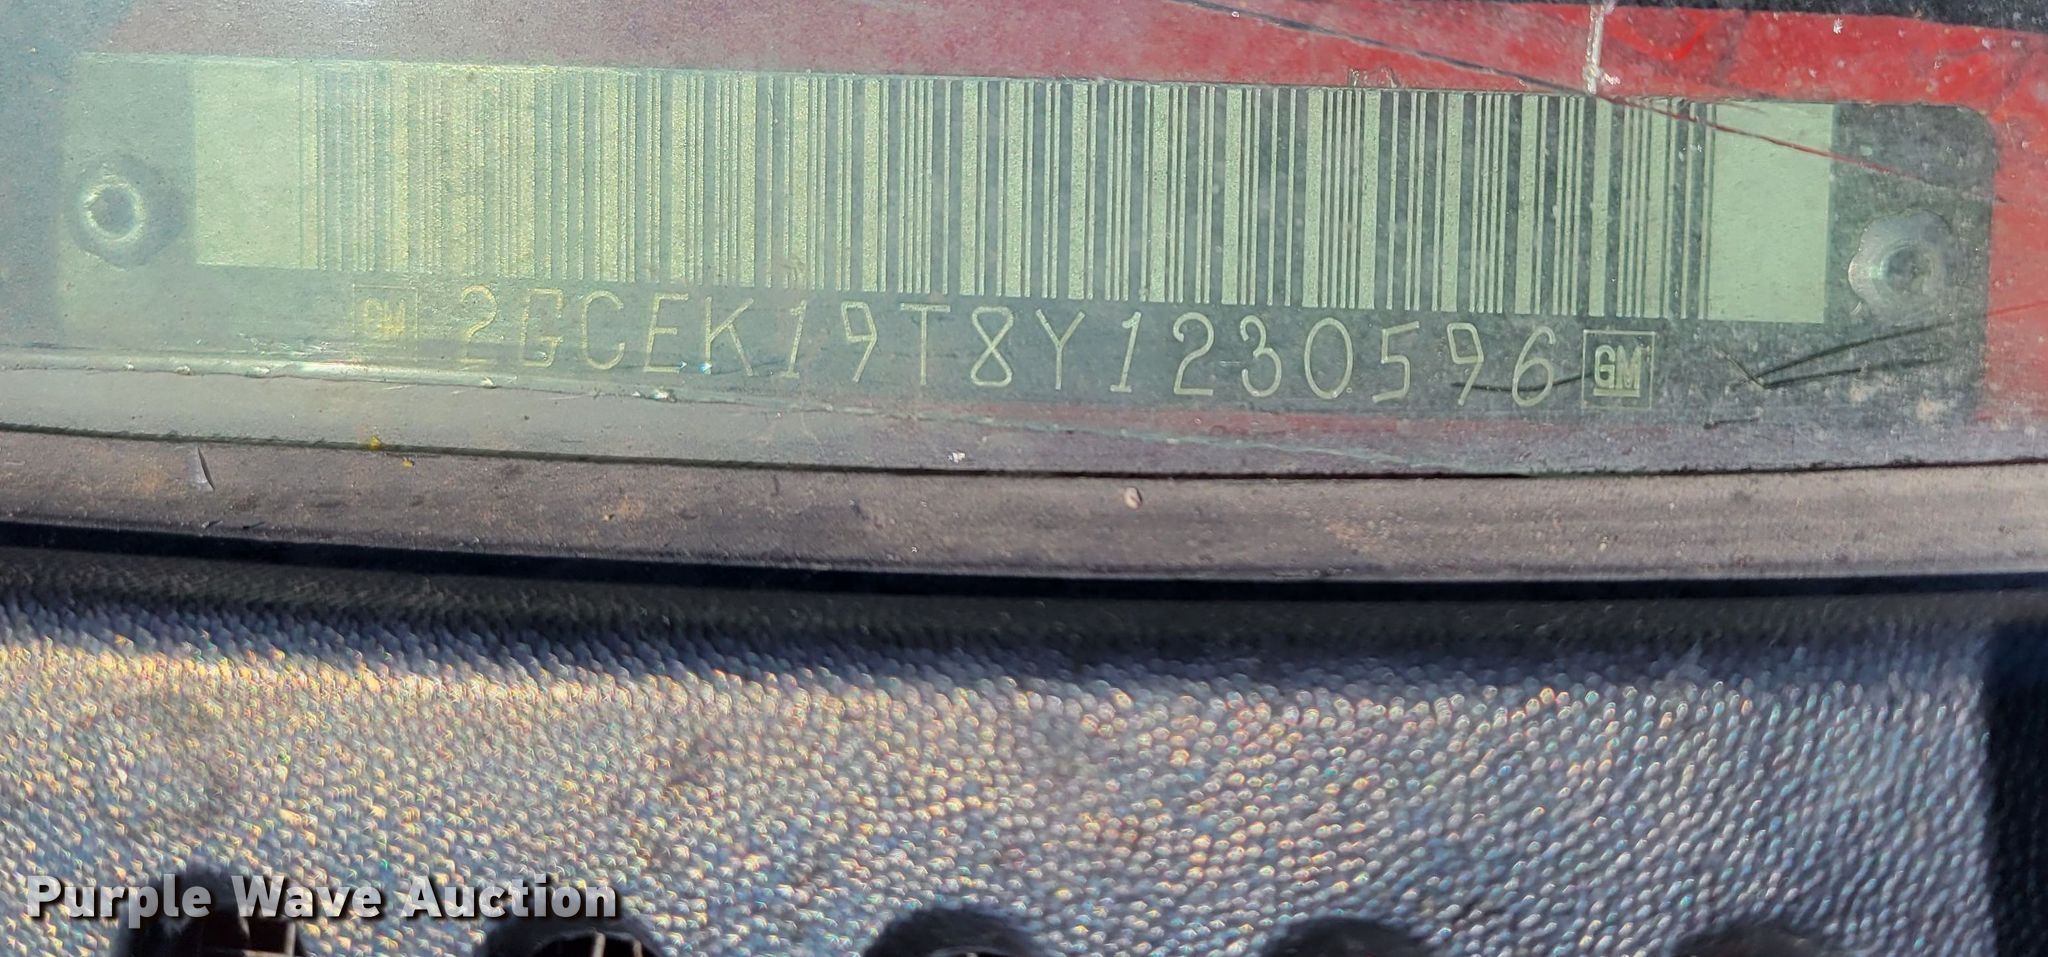 GM 2GCEK19T8Y1230596 GM
Purple Wave Auction